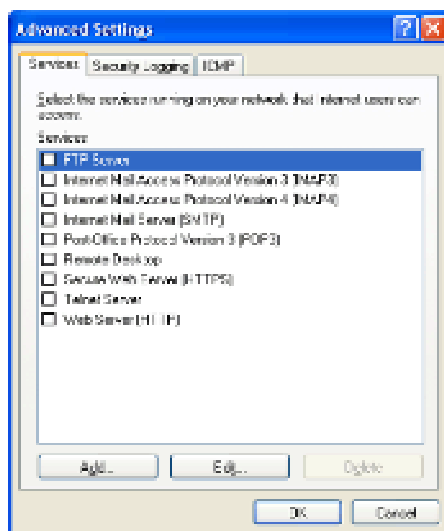 Advanced Settings
Services Security Logging ICMP
Select the services running on your network that Internet users can
access.
Services
FTP Server
Internet Mail Access Protocol Version 3 (IMAP3)
Internet Mail Access Protocol Version 4 (IMAP4)
Internet Mail Server (SMTP)
Post-Office Protocol Version 3 (POP3)
Remote Desktop
Secure Web Server (HTTPS)
Telnet Server
Web Server (HTTP)
Add... Edit... Delete
OK Cancel